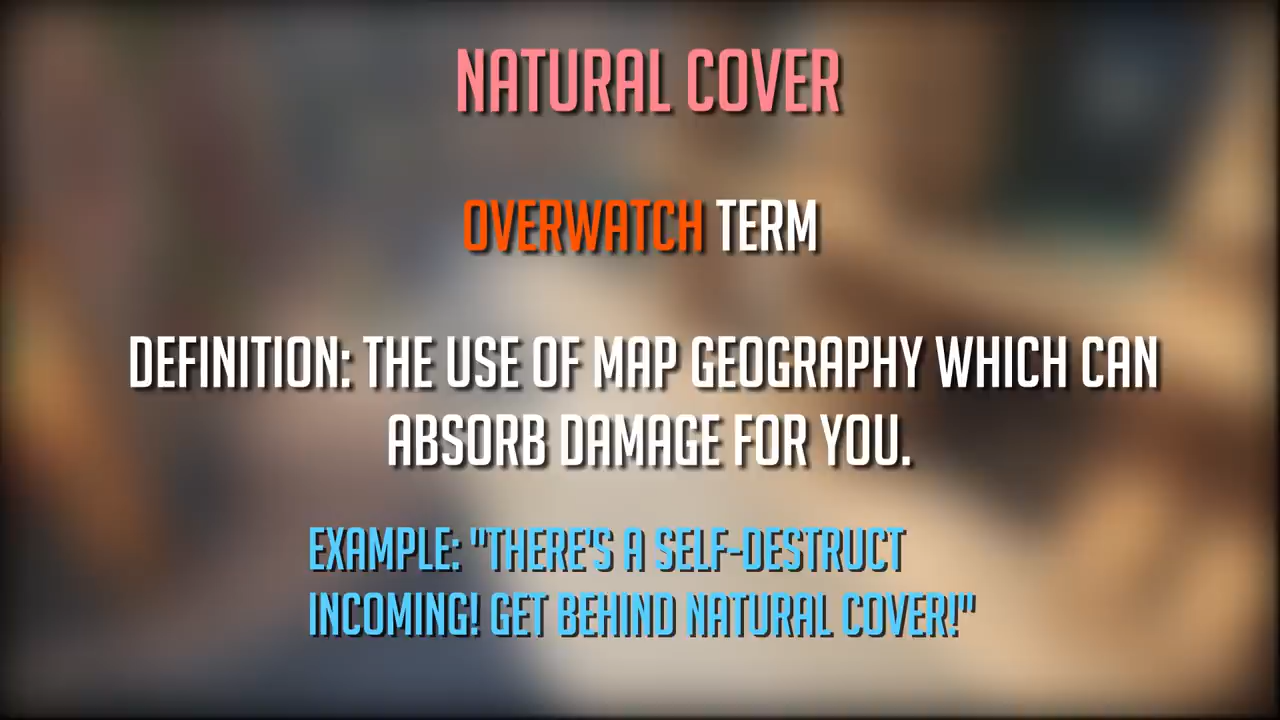 NATURAL COVER
OVERWATCH TERM
DEFINITION: THE USE OF MAP GEOGRAPHY WHICH CAN
ABSORB DAMAGE FOR YOU.
EXAMPLE: "THERE'S A SELF-DESTRUCT
INCOMING! GET BEHIND NATURAL COVER!"